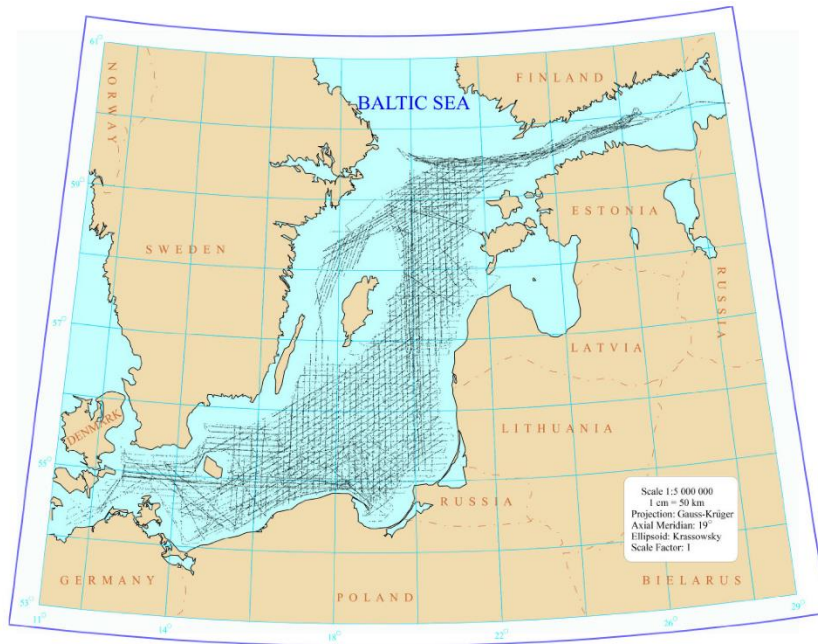 61°
NORWAY
FINLAND
BALTIC SEA
59°
ESTONIA
SWEDEN
RUSSIA
57°
LATVIA
DENMARK
LITHUANIA
55°
RUSSIA
Scale 1:5 000 000
1 cm = 50 km
Projection: Gauss-Krüger
Axial Meridian: 19°
Ellipsoid: Krassowsky
Scale Factor: 1
GERMANY
POLAND
BIELARUS
53°
11°
14°
18°
22°
26°
29°